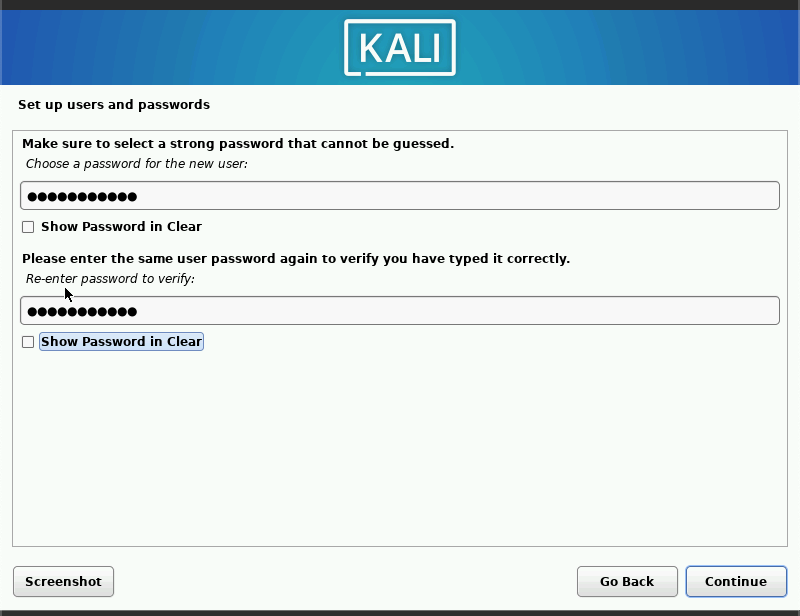 KALI
Set up users and passwords
Make sure to select a strong password that cannot be guessed.
Choose a password for the new user:
●●●●●●●●●●●
Show Password in Clear
Please enter the same user password again to verify you have typed it correctly.
Re-enter password to verify:
●●●●●●●●●●●
Show Password in Clear
Screenshot
Go Back
Continue